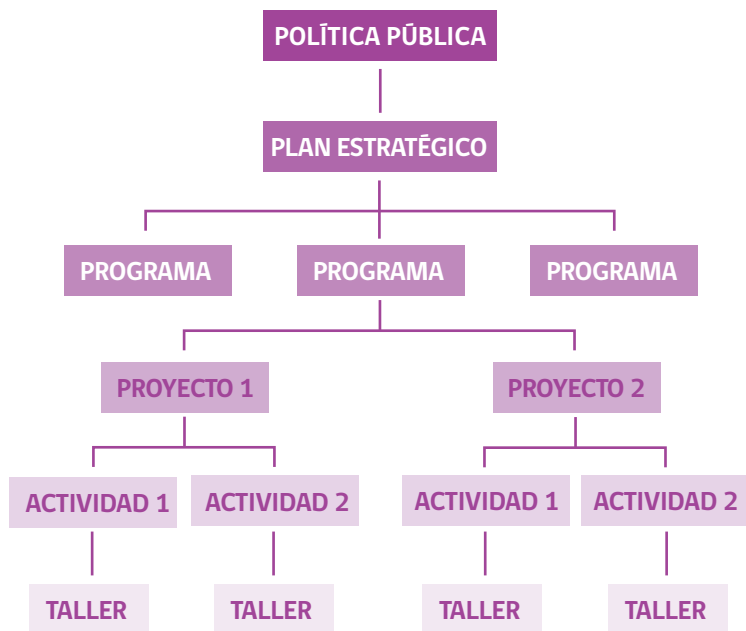 POLÍTICA PÚBLICA
PLAN ESTRATÉGICO
PROGRAMA
PROGRAMA
PROGRAMA
PROYECTO 1
PROYECTO 2
ACTIVIDAD 1
ACTIVIDAD 2
ACTIVIDAD 1
ACTIVIDAD 2
TALLER
TALLER
TALLER
TALLER